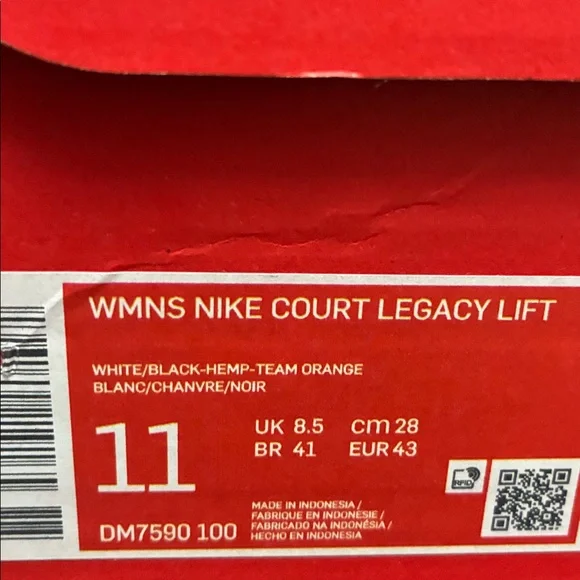 WMNS NIKE COURT LEGACY LIFT
WHITE/BLACK-HEMP-TEAM ORANGE
BLANC/CHANVRE/NOIR
11
UK 8.5 cm 28
BR 41 EUR 43
RFID
DM7590 100
MADE IN INDONESIA /
FABRIQUE EN INDONESIE /
FABRICADO NA INDONÉSIA /
HECHO EN INDONESIA